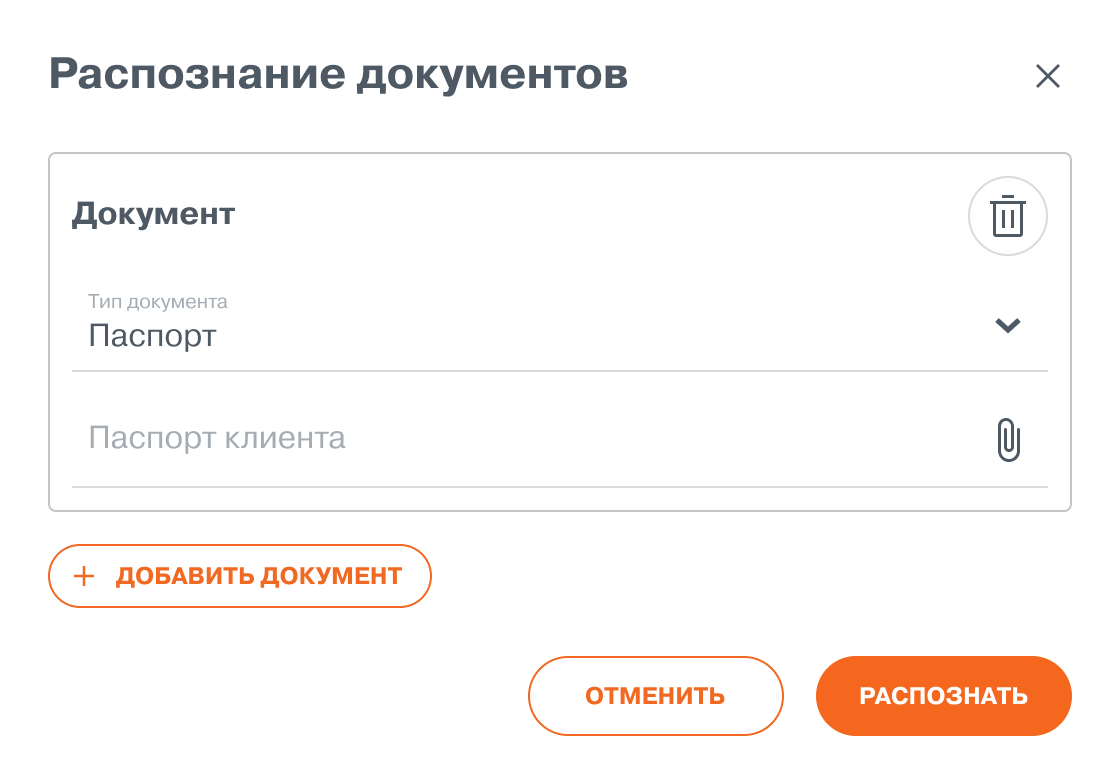 Распознание документов
Документ
Тип документа
Паспорт
Паспорт клиента
ДОБАВИТЬ ДОКУМЕНТ
ОТМЕНИТЬ
РАСПОЗНАТЬ